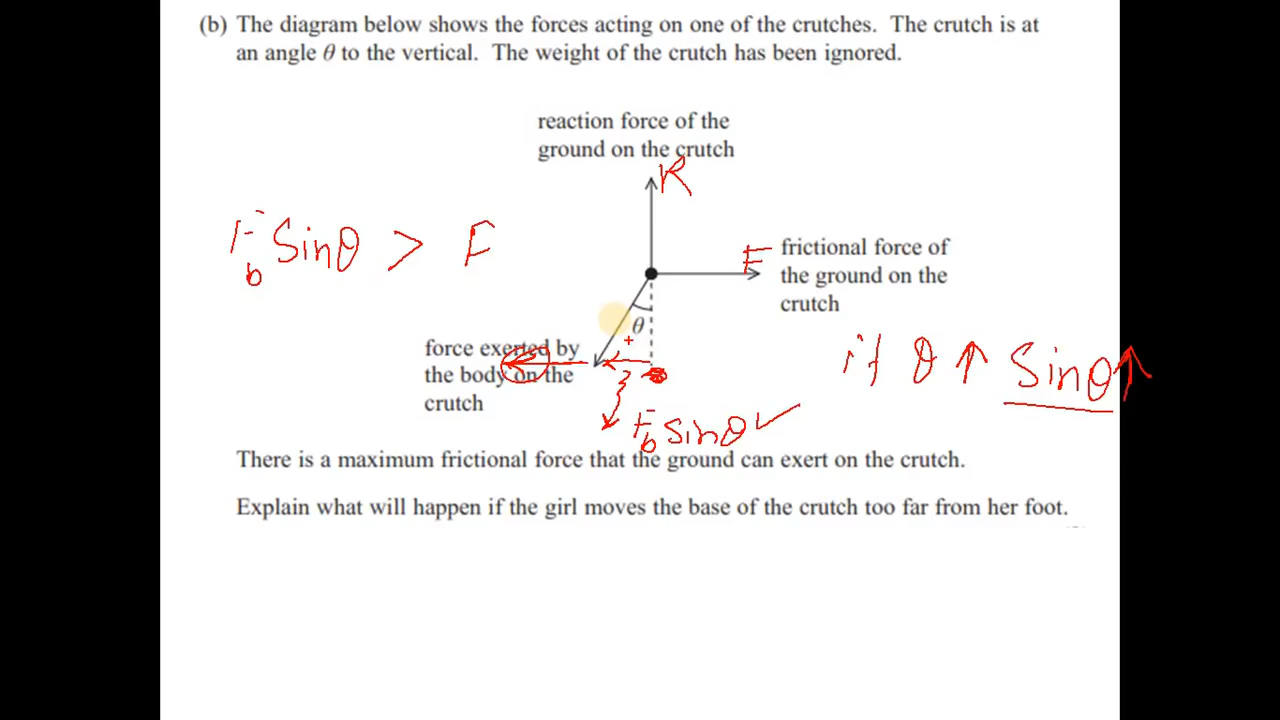 (b) The diagram below shows the forces acting on one of the crutches. The crutch is at
an angle θ to the vertical. The weight of the crutch has been ignored.
reaction force of the
ground on the crutch
R
F_b Sinθ > F
F
frictional force of
the ground on the
crutch
θ
force exerted by
the body on the
crutch
if θ ↑ Sinθ ↑
F_b Sinθ ✓
There is a maximum frictional force that the ground can exert on the crutch.
Explain what will happen if the girl moves the base of the crutch too far from her foot.